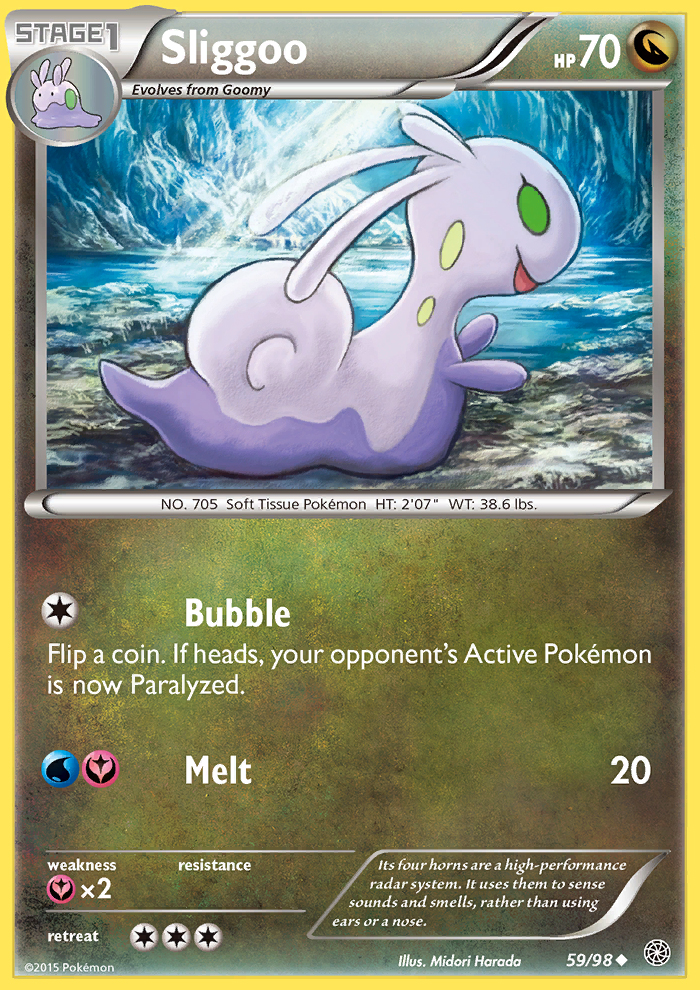 STAGE1
Sliggoo
HP70
Evolves from Goomy
NO. 705 Soft Tissue Pokémon HT: 2'07" WT: 38.6 lbs.
Bubble
Flip a coin. If heads, your opponent's Active Pokémon
is now Paralyzed.
Melt 20
weakness resistance
×2
retreat
Its four horns are a high-performance
radar system. It uses them to sense
sounds and smells, rather than using
ears or a nose.
Illus. Midori Harada 59/98
©2015 Pokémon